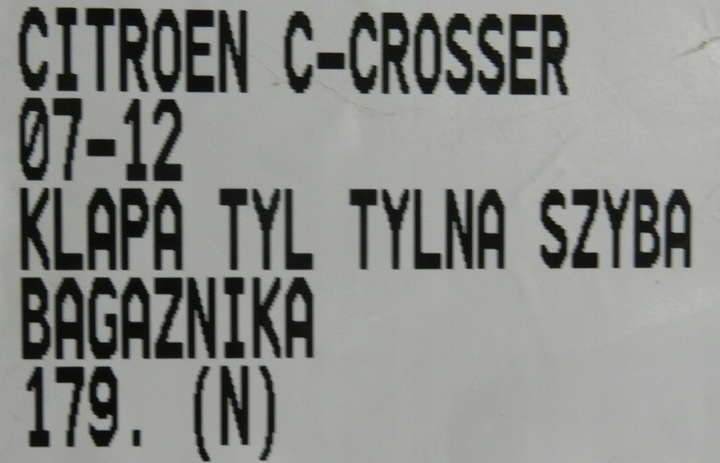 CITROEN C-CROSSER
07-12
KLAPA TYL TYLNA SZYBA
BAGAZNIKA
179. (N)